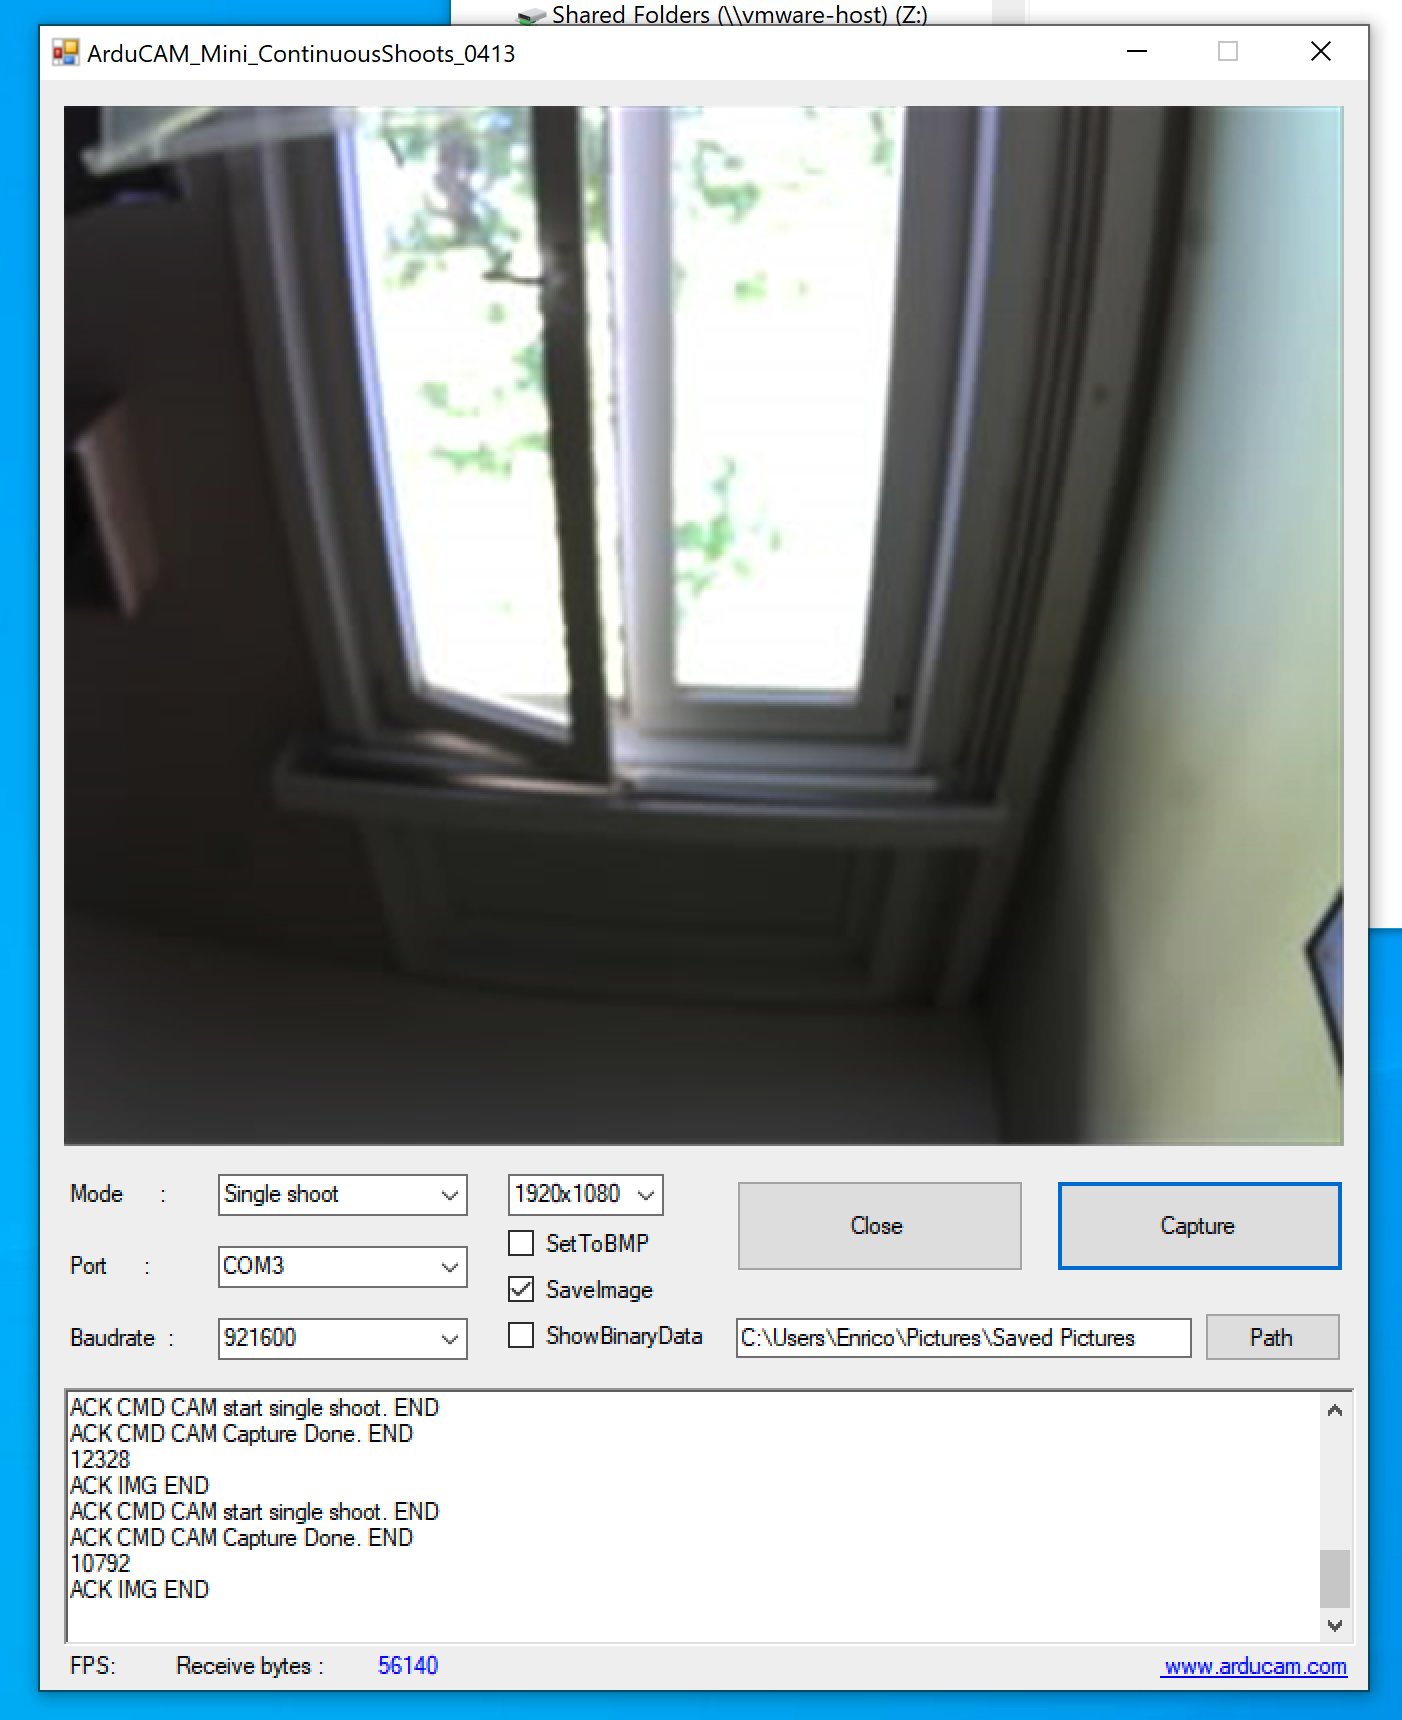 Shared Folders (\\vmware-host) (Z:)
ArduCAM_Mini_ContinuousShoots_0413
Mode :
Single shoot
1920x1080
Close
Capture
SetToBMP
Port :
COM3
SaveImage
Baudrate :
921600
ShowBinaryData
C:\Users\Enrico\Pictures\Saved Pictures
Path
ACK CMD CAM start single shoot. END
ACK CMD CAM Capture Done. END
12328
ACK IMG END
ACK CMD CAM start single shoot. END
ACK CMD CAM Capture Done. END
10792
ACK IMG END
FPS:
Receive bytes :
56140
www.arducam.com